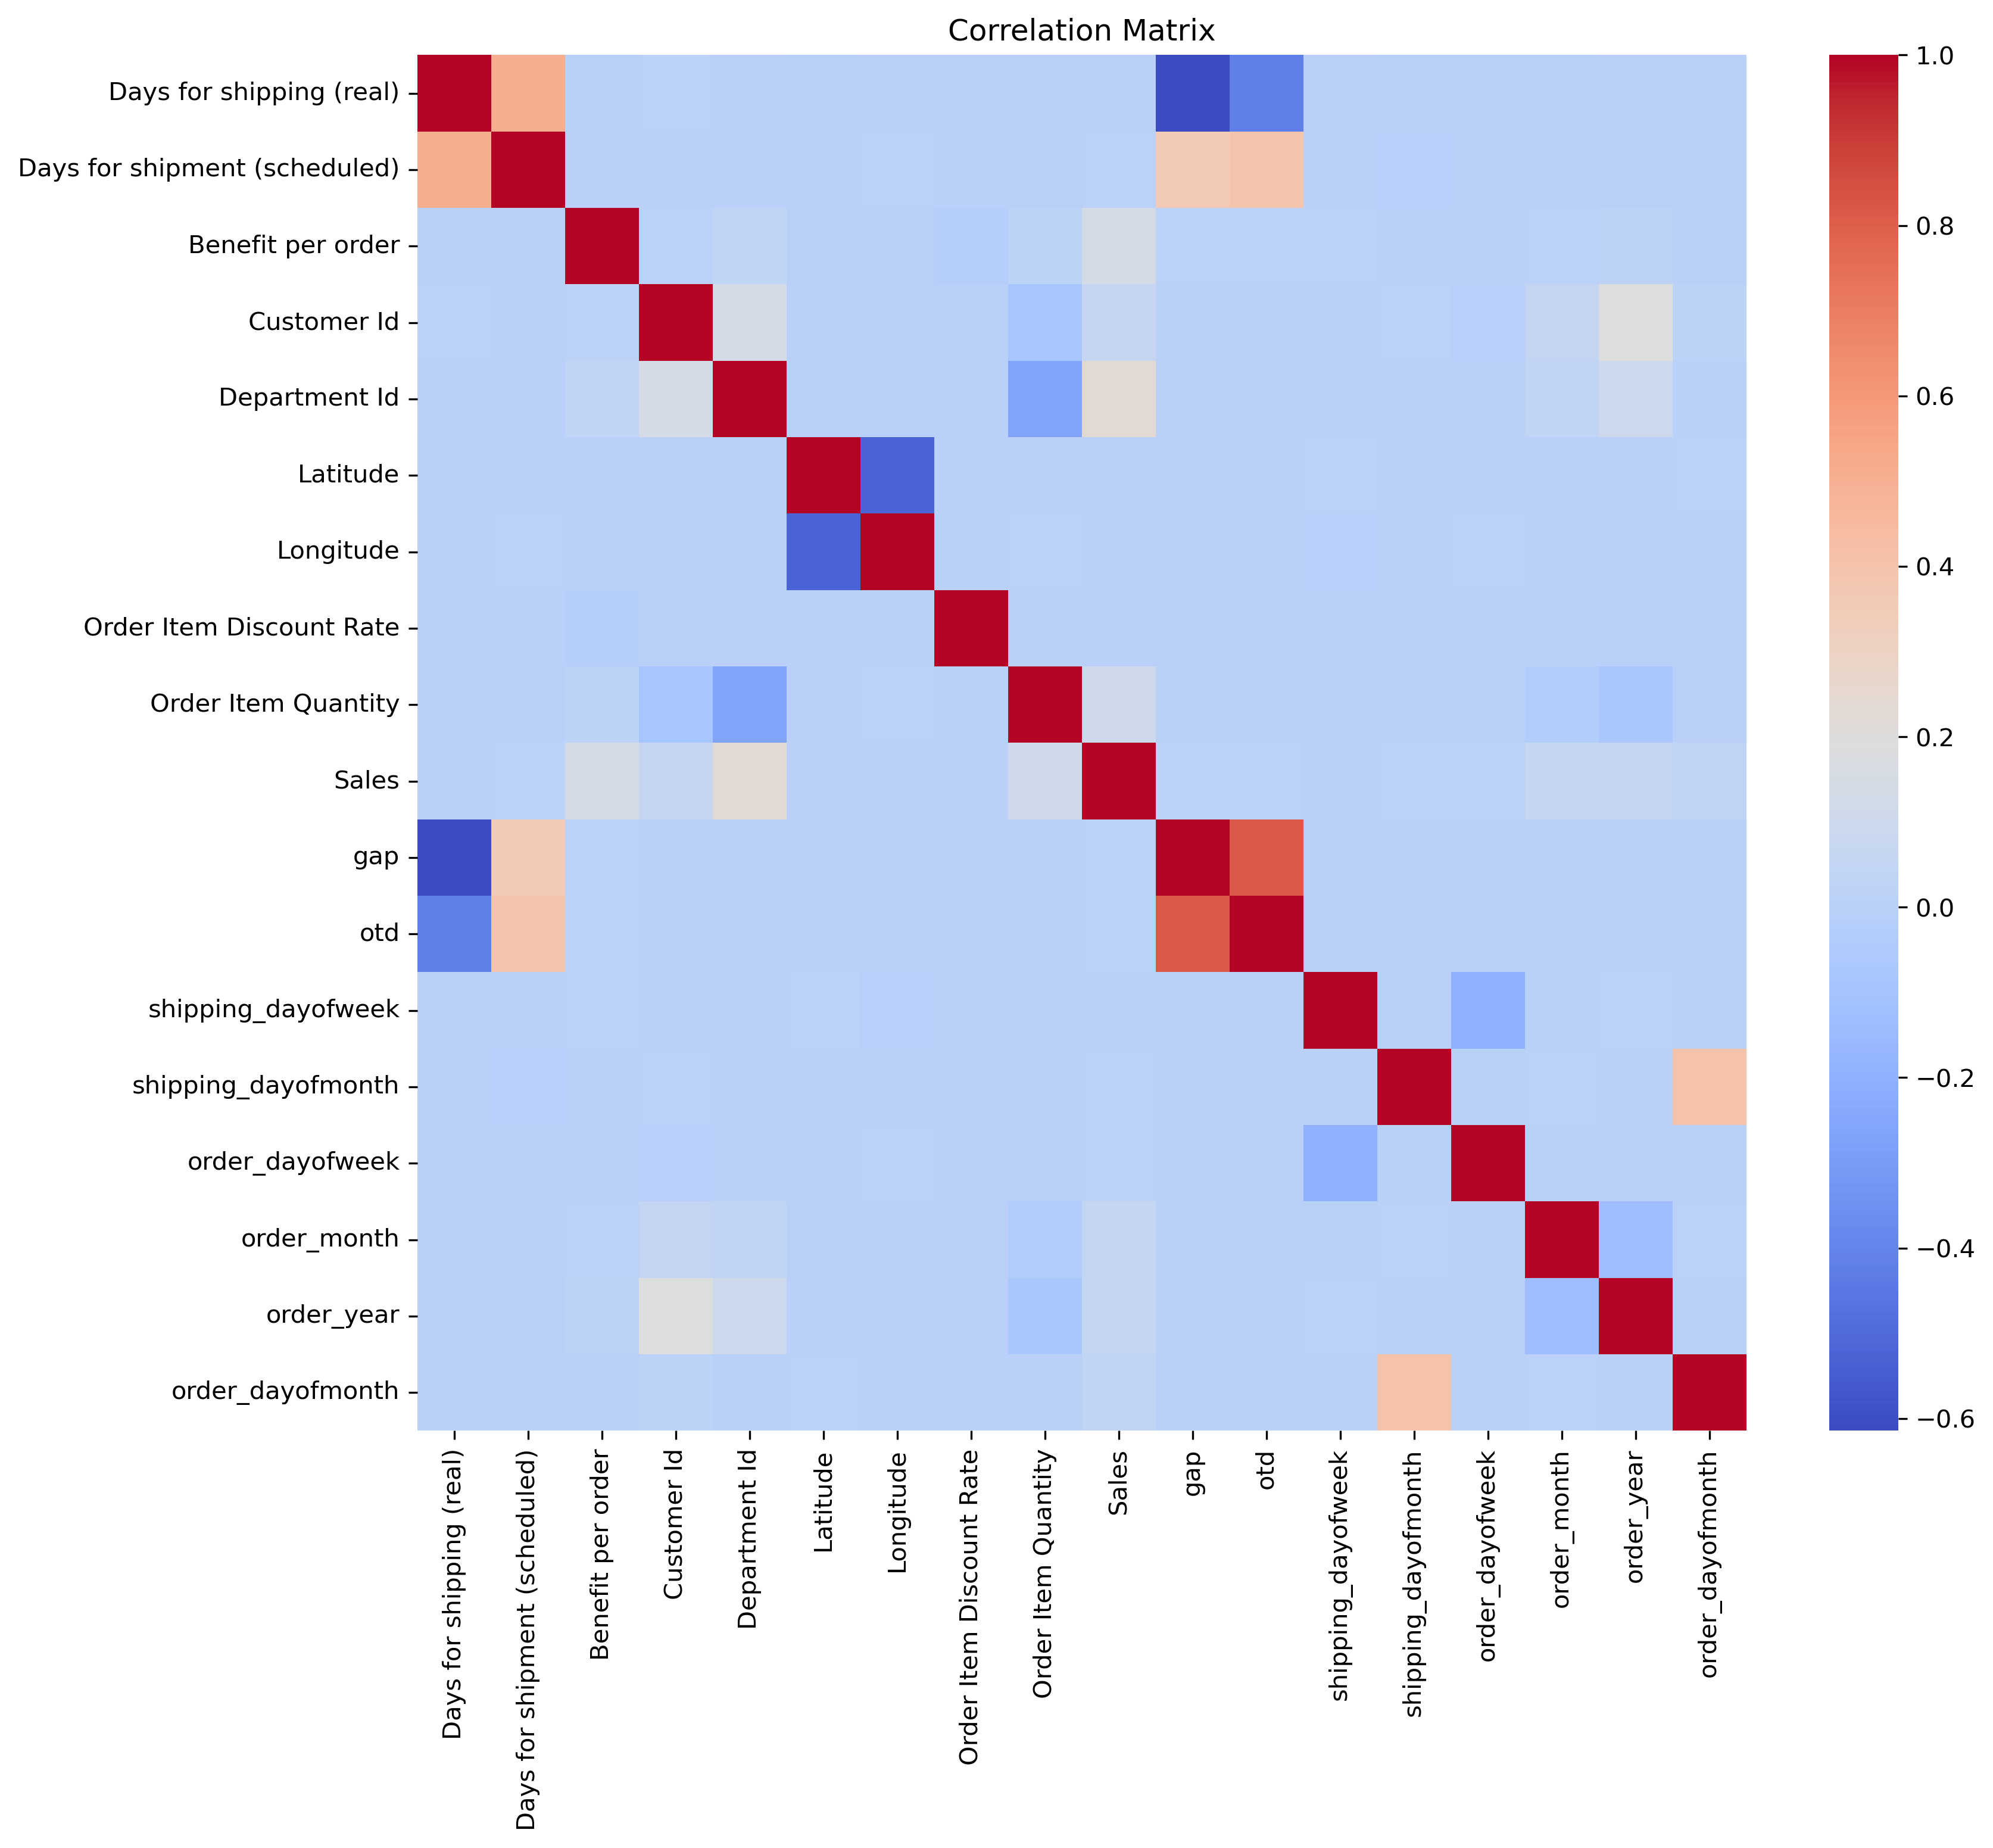 Correlation Matrix
Days for shipping (real)
Days for shipment (scheduled)
Benefit per order
Customer Id
Department Id
Latitude
Longitude
Order Item Discount Rate
Order Item Quantity
Sales
gap
otd
shipping_dayofweek
shipping_dayofmonth
order_dayofweek
order_month
order_year
order_dayofmonth
Days for shipping (real)
Days for shipment (scheduled)
Benefit per order
Customer Id
Department Id
Latitude
Longitude
Order Item Discount Rate
Order Item Quantity
Sales
gap
otd
shipping_dayofweek
shipping_dayofmonth
order_dayofweek
order_month
order_year
order_dayofmonth
1.0
0.8
0.6
0.4
0.2
0.0
−0.2
−0.4
−0.6